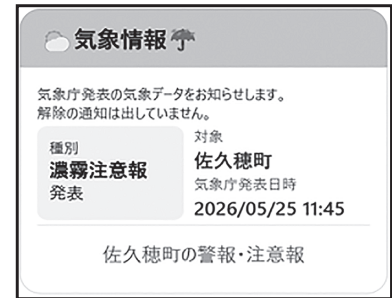 気象情報
気象庁発表の気象データをお知らせします。
解除の通知は出していません。
種別
濃霧注意報
発表
対象
佐久穂町
気象庁発表日時
2026/05/25 11:45
佐久穂町の警報・注意報